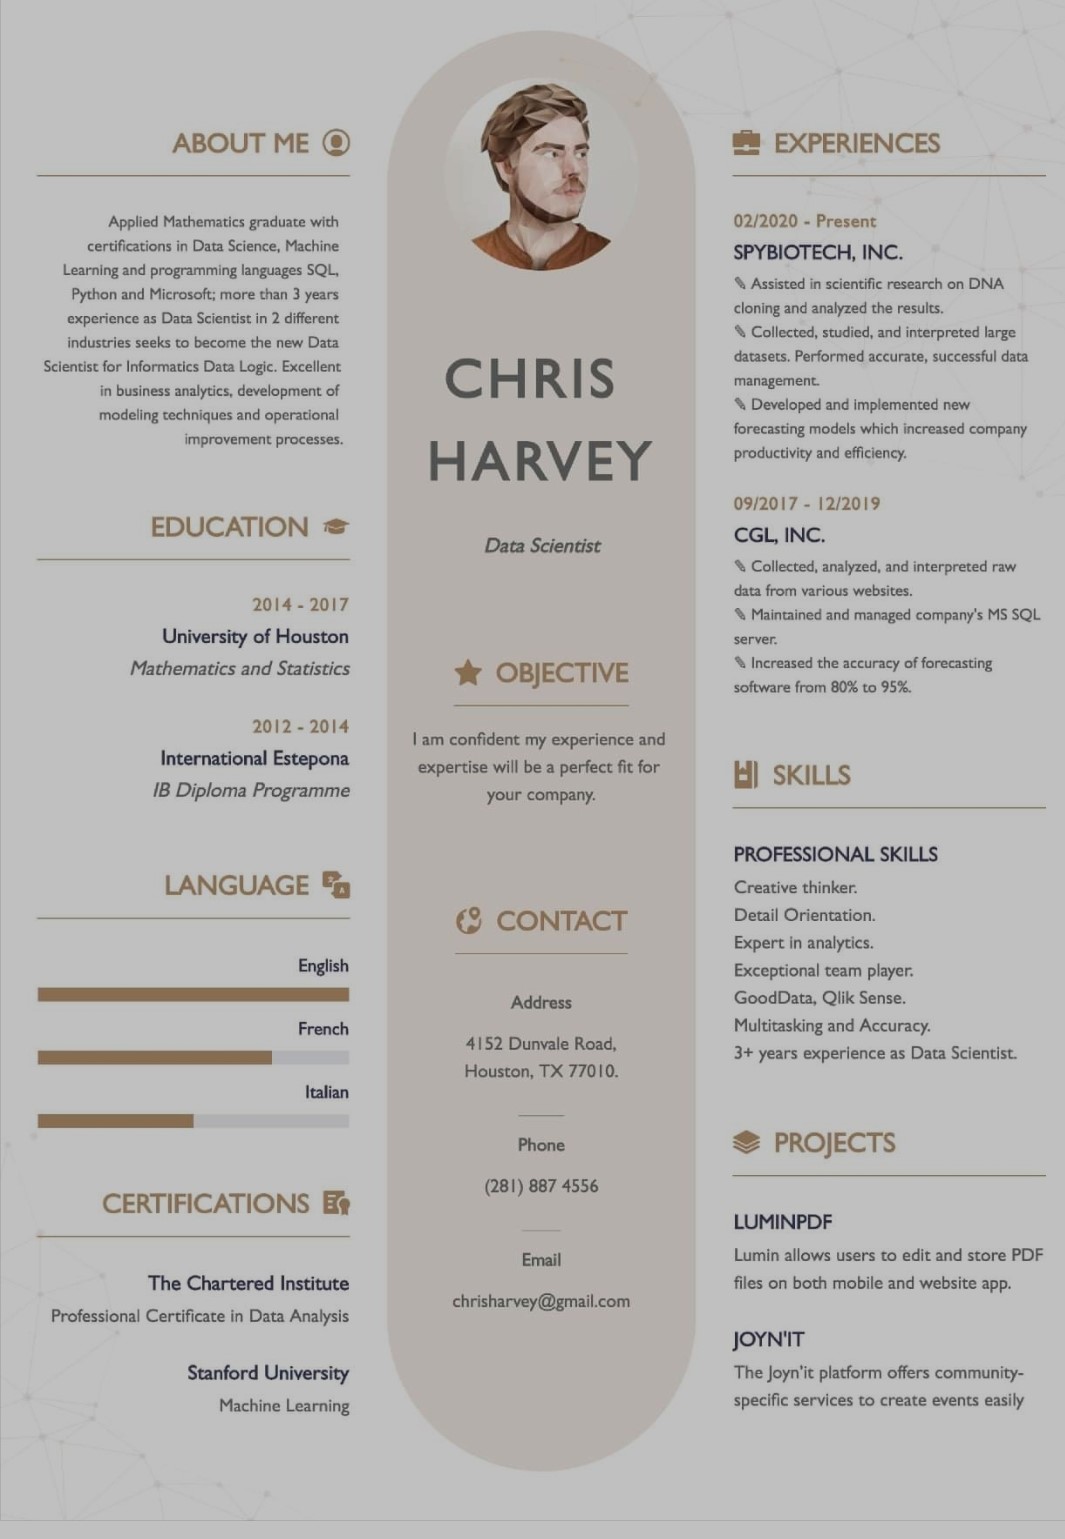 ABOUT ME
Applied Mathematics graduate with
certifications in Data Science, Machine
Learning and programming languages SQL,
Python and Microsoft; more than 3 years
experience as Data Scientist in 2 different
industries seeks to become the new Data
Scientist for Informatics Data Logic. Excellent
in business analytics, development of
modeling techniques and operational
improvement processes.
EDUCATION
2014 - 2017
University of Houston
Mathematics and Statistics
2012 - 2014
International Estepona
IB Diploma Programme
LANGUAGE
English
French
Italian
CERTIFICATIONS
The Chartered Institute
Professional Certificate in Data Analysis
Stanford University
Machine Learning
CHRIS
HARVEY
Data Scientist
OBJECTIVE
I am confident my experience and
expertise will be a perfect fit for
your company.
CONTACT
Address
4152 Dunvale Road,
Houston, TX 77010.
Phone
(281) 887 4556
Email
chrisharvey@gmail.com
EXPERIENCES
02/2020 - Present
SPYBIOTECH, INC.
✎ Assisted in scientific research on DNA
cloning and analyzed the results.
✎ Collected, studied, and interpreted large
datasets. Performed accurate, successful data
management.
✎ Developed and implemented new
forecasting models which increased company
productivity and efficiency.
09/2017 - 12/2019
CGL, INC.
✎ Collected, analyzed, and interpreted raw
data from various websites.
✎ Maintained and managed company's MS SQL
server.
✎ Increased the accuracy of forecasting
software from 80% to 95%.
SKILLS
PROFESSIONAL SKILLS
Creative thinker.
Detail Orientation.
Expert in analytics.
Exceptional team player.
GoodData, Qlik Sense.
Multitasking and Accuracy.
3+ years experience as Data Scientist.
PROJECTS
LUMINPDF
Lumin allows users to edit and store PDF
files on both mobile and website app.
JOYN'IT
The Joyn'it platform offers community-
specific services to create events easily